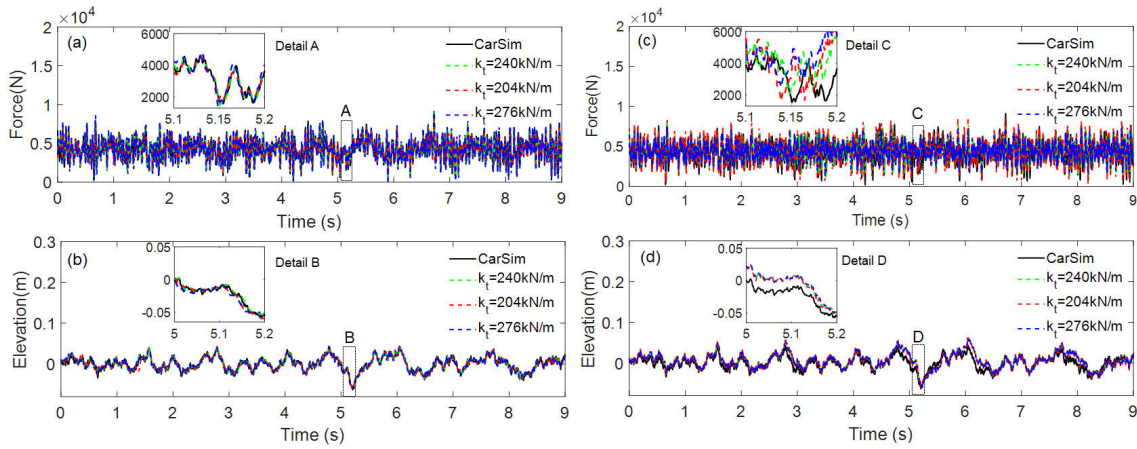 ×10⁴
2
1.5
1
0.5
0
Force(N)
(a)
6000
4000
2000
5.1
5.15
5.2
Detail A
CarSim
kt=240kN/m
kt=204kN/m
kt=276kN/m
A
0 1 2 3 4 5 6 7 8 9
Time (s)
×10⁴
2
1.5
1
0.5
0
Force(N)
(c)
6000
4000
2000
5.1
5.15
5.2
Detail C
CarSim
kt=240kN/m
kt=204kN/m
kt=276kN/m
C
0 1 2 3 4 5 6 7 8 9
Time (s)
0.3
0.2
0.1
0
Elevation(m)
(b)
0.05
0
-0.05
5
5.1
5.2
Detail B
CarSim
kt=240kN/m
kt=204kN/m
kt=276kN/m
B
0 1 2 3 4 5 6 7 8 9
Time (s)
0.3
0.2
0.1
0
Elevation(m)
(d)
0.05
0
-0.05
5
5.1
5.2
Detail D
CarSim
kt=240kN/m
kt=204kN/m
kt=276kN/m
D
0 1 2 3 4 5 6 7 8 9
Time (s)